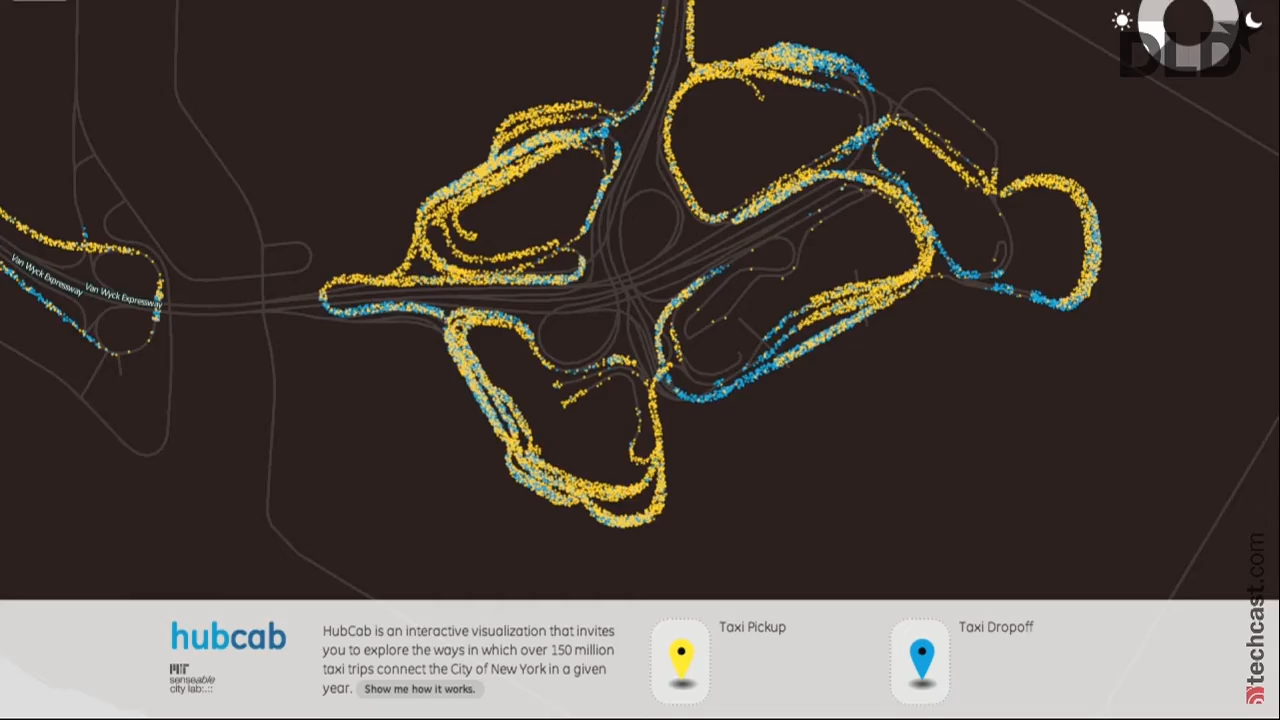 DLD
Van Wyck Expressway
Van Wyck Expressway
hubcab
MIT
senseable
city lab:.::
HubCab is an interactive visualization that invites
you to explore the ways in which over 150 million
taxi trips connect the City of New York in a given
year. Show me how it works.
Taxi Pickup
Taxi Dropoff
techcast.com